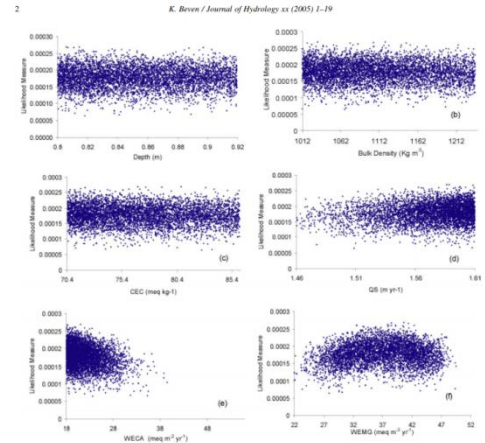 2
K. Beven / Journal of Hydrology xx (2005) 1–19
Likelihood Measure
0.00030
0.00025
0.00020
0.00015
0.00010
0.00005
0.00000
0.8 0.82 0.84 0.86 0.88 0.9 0.92
Depth (m)
Likelihood Measure
0.0003
0.00025
0.0002
0.00015
0.0001
0.00005
0
1012 1062 1112 1162 1212
Bulk Density (Kg m-3)
(b)
Likelihood Measure
0.0003
0.00025
0.0002
0.00015
0.0001
0.00005
0
70.4 75.4 80.4 85.4
CEC (meq kg-1)
(c)
Likelihood Measure
0.0003
0.00025
0.0002
0.00015
0.0001
0.00005
0
1.46 1.51 1.56 1.61
QS (m yr-1)
(d)
Likelihood Measure
0.0003
0.00025
0.0002
0.00015
0.0001
0.00005
0
18 28 38 48
WECA (meq m-2 yr-1)
(e)
Likelihood Measure
0.0003
0.00025
0.0002
0.00015
0.0001
0.00005
0
22 27 32 37 42 47 52
WEMG (meq m-2 yr-1)
(f)